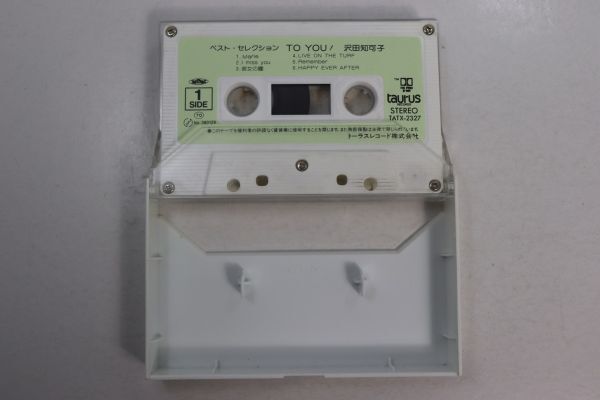 ベスト・セレクション TO YOU! 沢田知可子
1. Marie
2. I miss you
3. 彼女の瞳
4. LIVE ON THE TURF
5. Remember
6. HAPPY EVER AFTER
1
SIDE
taurus
STEREO
TATX-2327
トーラスレコード株式会社